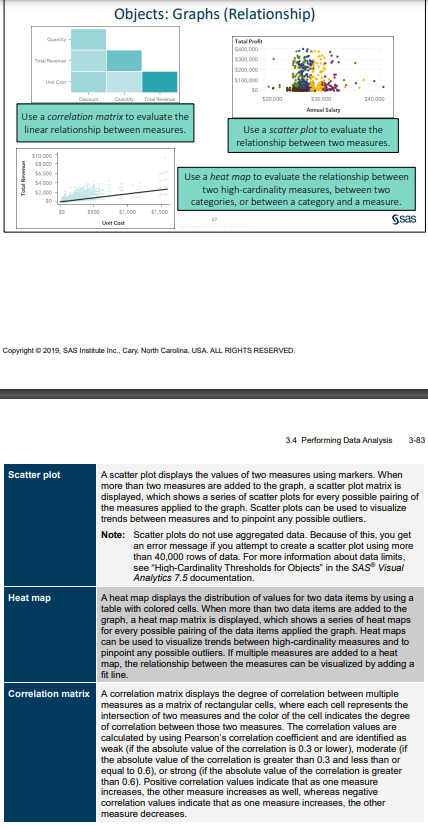 Objects: Graphs (Relationship)
Quantity
Total Revenue
Unit Cost
Discount Quantity Total Revenue
Use a correlation matrix to evaluate the
linear relationship between measures.
Total Profit
$400,000
$300,000
$200,000
$100,000
$0
$20,000 $30,000 $40,000
Annual Salary
Use a scatter plot to evaluate the
relationship between two measures.
Total Revenue
$10,000
$8,000
$6,000
$4,000
$2,000
$0
$0 $500 $1,000 $1,500
Unit Cost
Use a heat map to evaluate the relationship between
two high-cardinality measures, between two
categories, or between a category and a measure.
67
sas
Copyright © 2019, SAS Institute Inc., Cary, North Carolina, USA. ALL RIGHTS RESERVED.
3.4 Performing Data Analysis 3-83
Scatter plot
A scatter plot displays the values of two measures using markers. When
more than two measures are added to the graph, a scatter plot matrix is
displayed, which shows a series of scatter plots for every possible pairing of
the measures applied to the graph. Scatter plots can be used to visualize
trends between measures and to pinpoint any possible outliers.
Note: Scatter plots do not use aggregated data. Because of this, you get
an error message if you attempt to create a scatter plot using more
than 40,000 rows of data. For more information about data limits,
see "High-Cardinality Thresholds for Objects" in the SAS® Visual
Analytics 7.5 documentation.
Heat map
A heat map displays the distribution of values for two data items by using a
table with colored cells. When more than two data items are added to the
graph, a heat map matrix is displayed, which shows a series of heat maps
for every possible pairing of the data items applied the graph. Heat maps
can be used to visualize trends between high-cardinality measures and to
pinpoint any possible outliers. If multiple measures are added to a heat
map, the relationship between the measures can be visualized by adding a
fit line.
Correlation matrix
A correlation matrix displays the degree of correlation between multiple
measures as a matrix of rectangular cells, where each cell represents the
intersection of two measures and the color of the cell indicates the degree
of correlation between those two measures. The correlation values are
calculated by using Pearson's correlation coefficient and are identified as
weak (if the absolute value of the correlation is 0.3 or lower), moderate (if
the absolute value of the correlation is greater than 0.3 and less than or
equal to 0.6), or strong (if the absolute value of the correlation is greater
than 0.6). Positive correlation values indicate that as one measure
increases, the other measure increases as well, whereas negative
correlation values indicate that as one measure increases, the other
measure decreases.